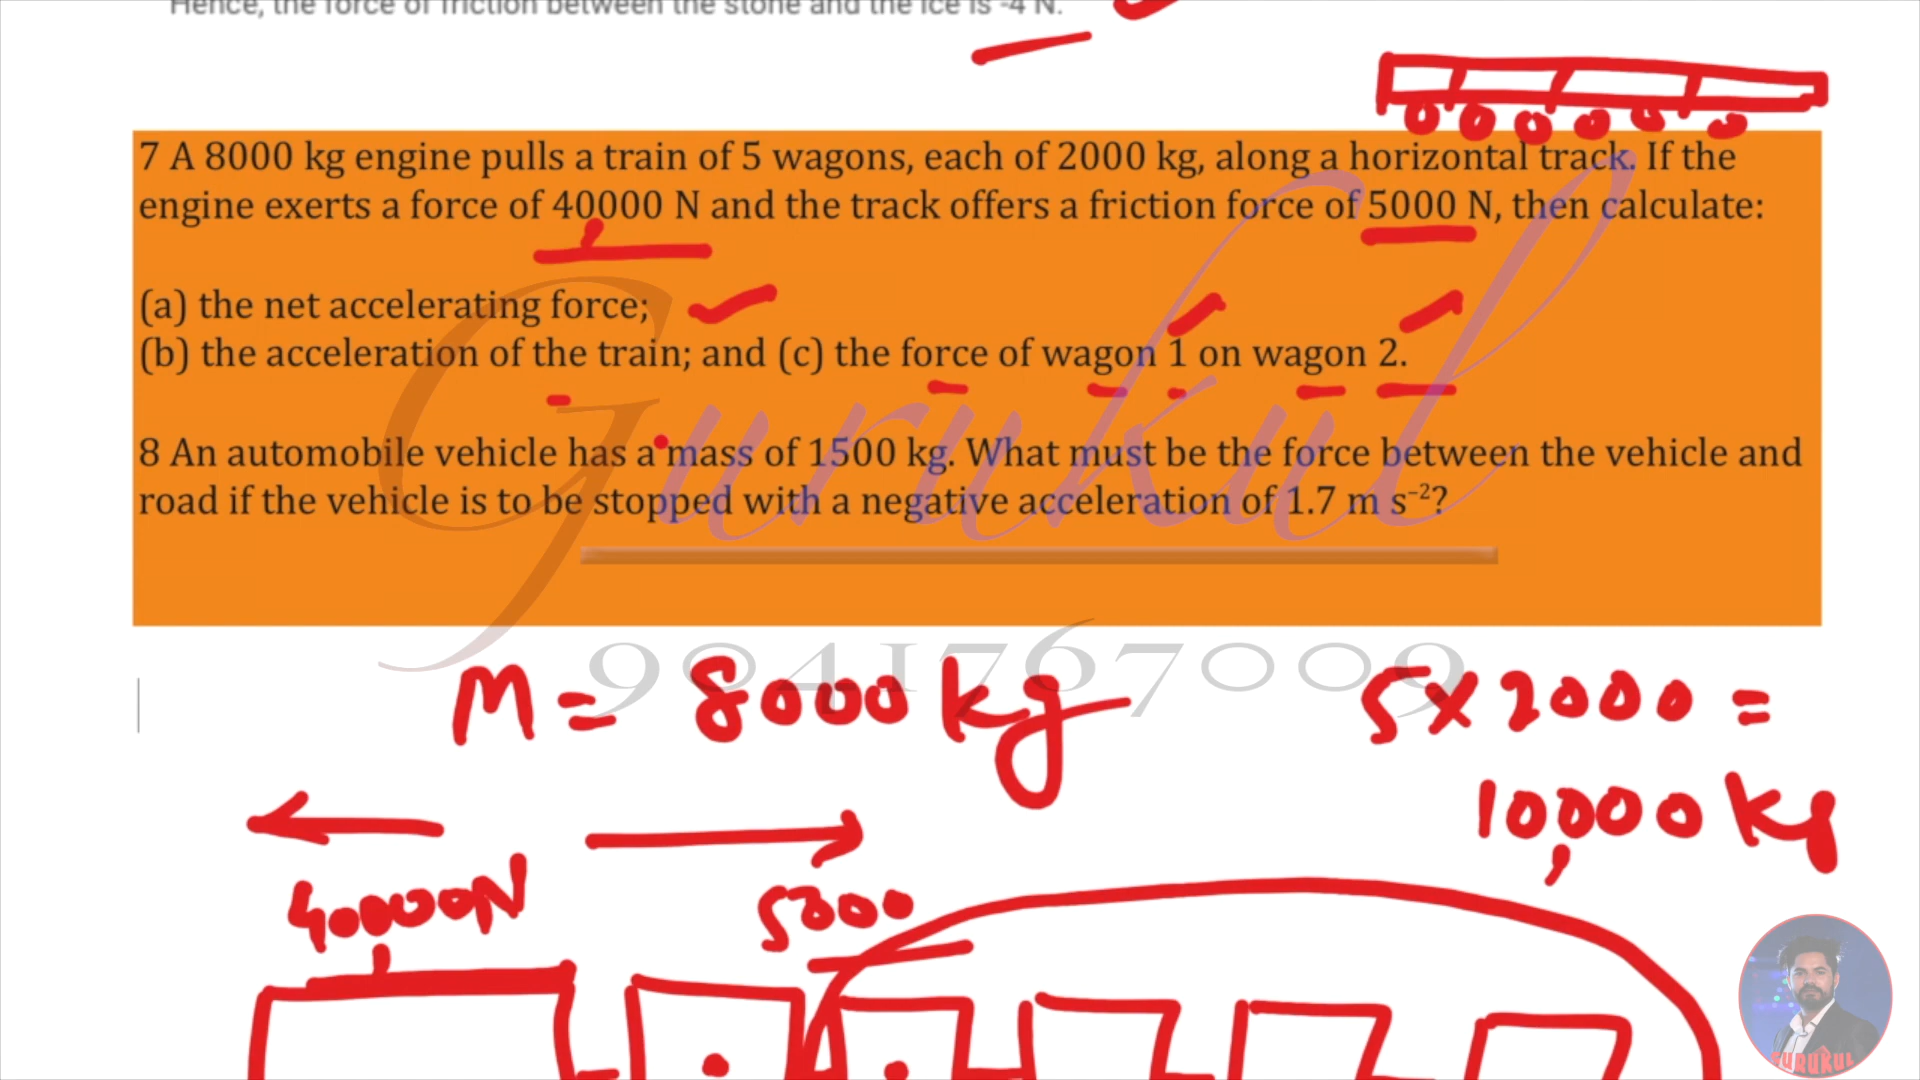 Hence, the force of friction between the stone and the ice is -4 N.
7 A 8000 kg engine pulls a train of 5 wagons, each of 2000 kg, along a horizontal track. If the
engine exerts a force of 40000 N and the track offers a friction force of 5000 N, then calculate:
(a) the net accelerating force;
(b) the acceleration of the train; and (c) the force of wagon 1 on wagon 2.
8 An automobile vehicle has a mass of 1500 kg. What must be the force between the vehicle and
road if the vehicle is to be stopped with a negative acceleration of 1.7 m s⁻²?
Gurukul
9041767009
M = 8000 kg
5 x 2000 =
10,000 kg
40000N
5000
GURUKUL